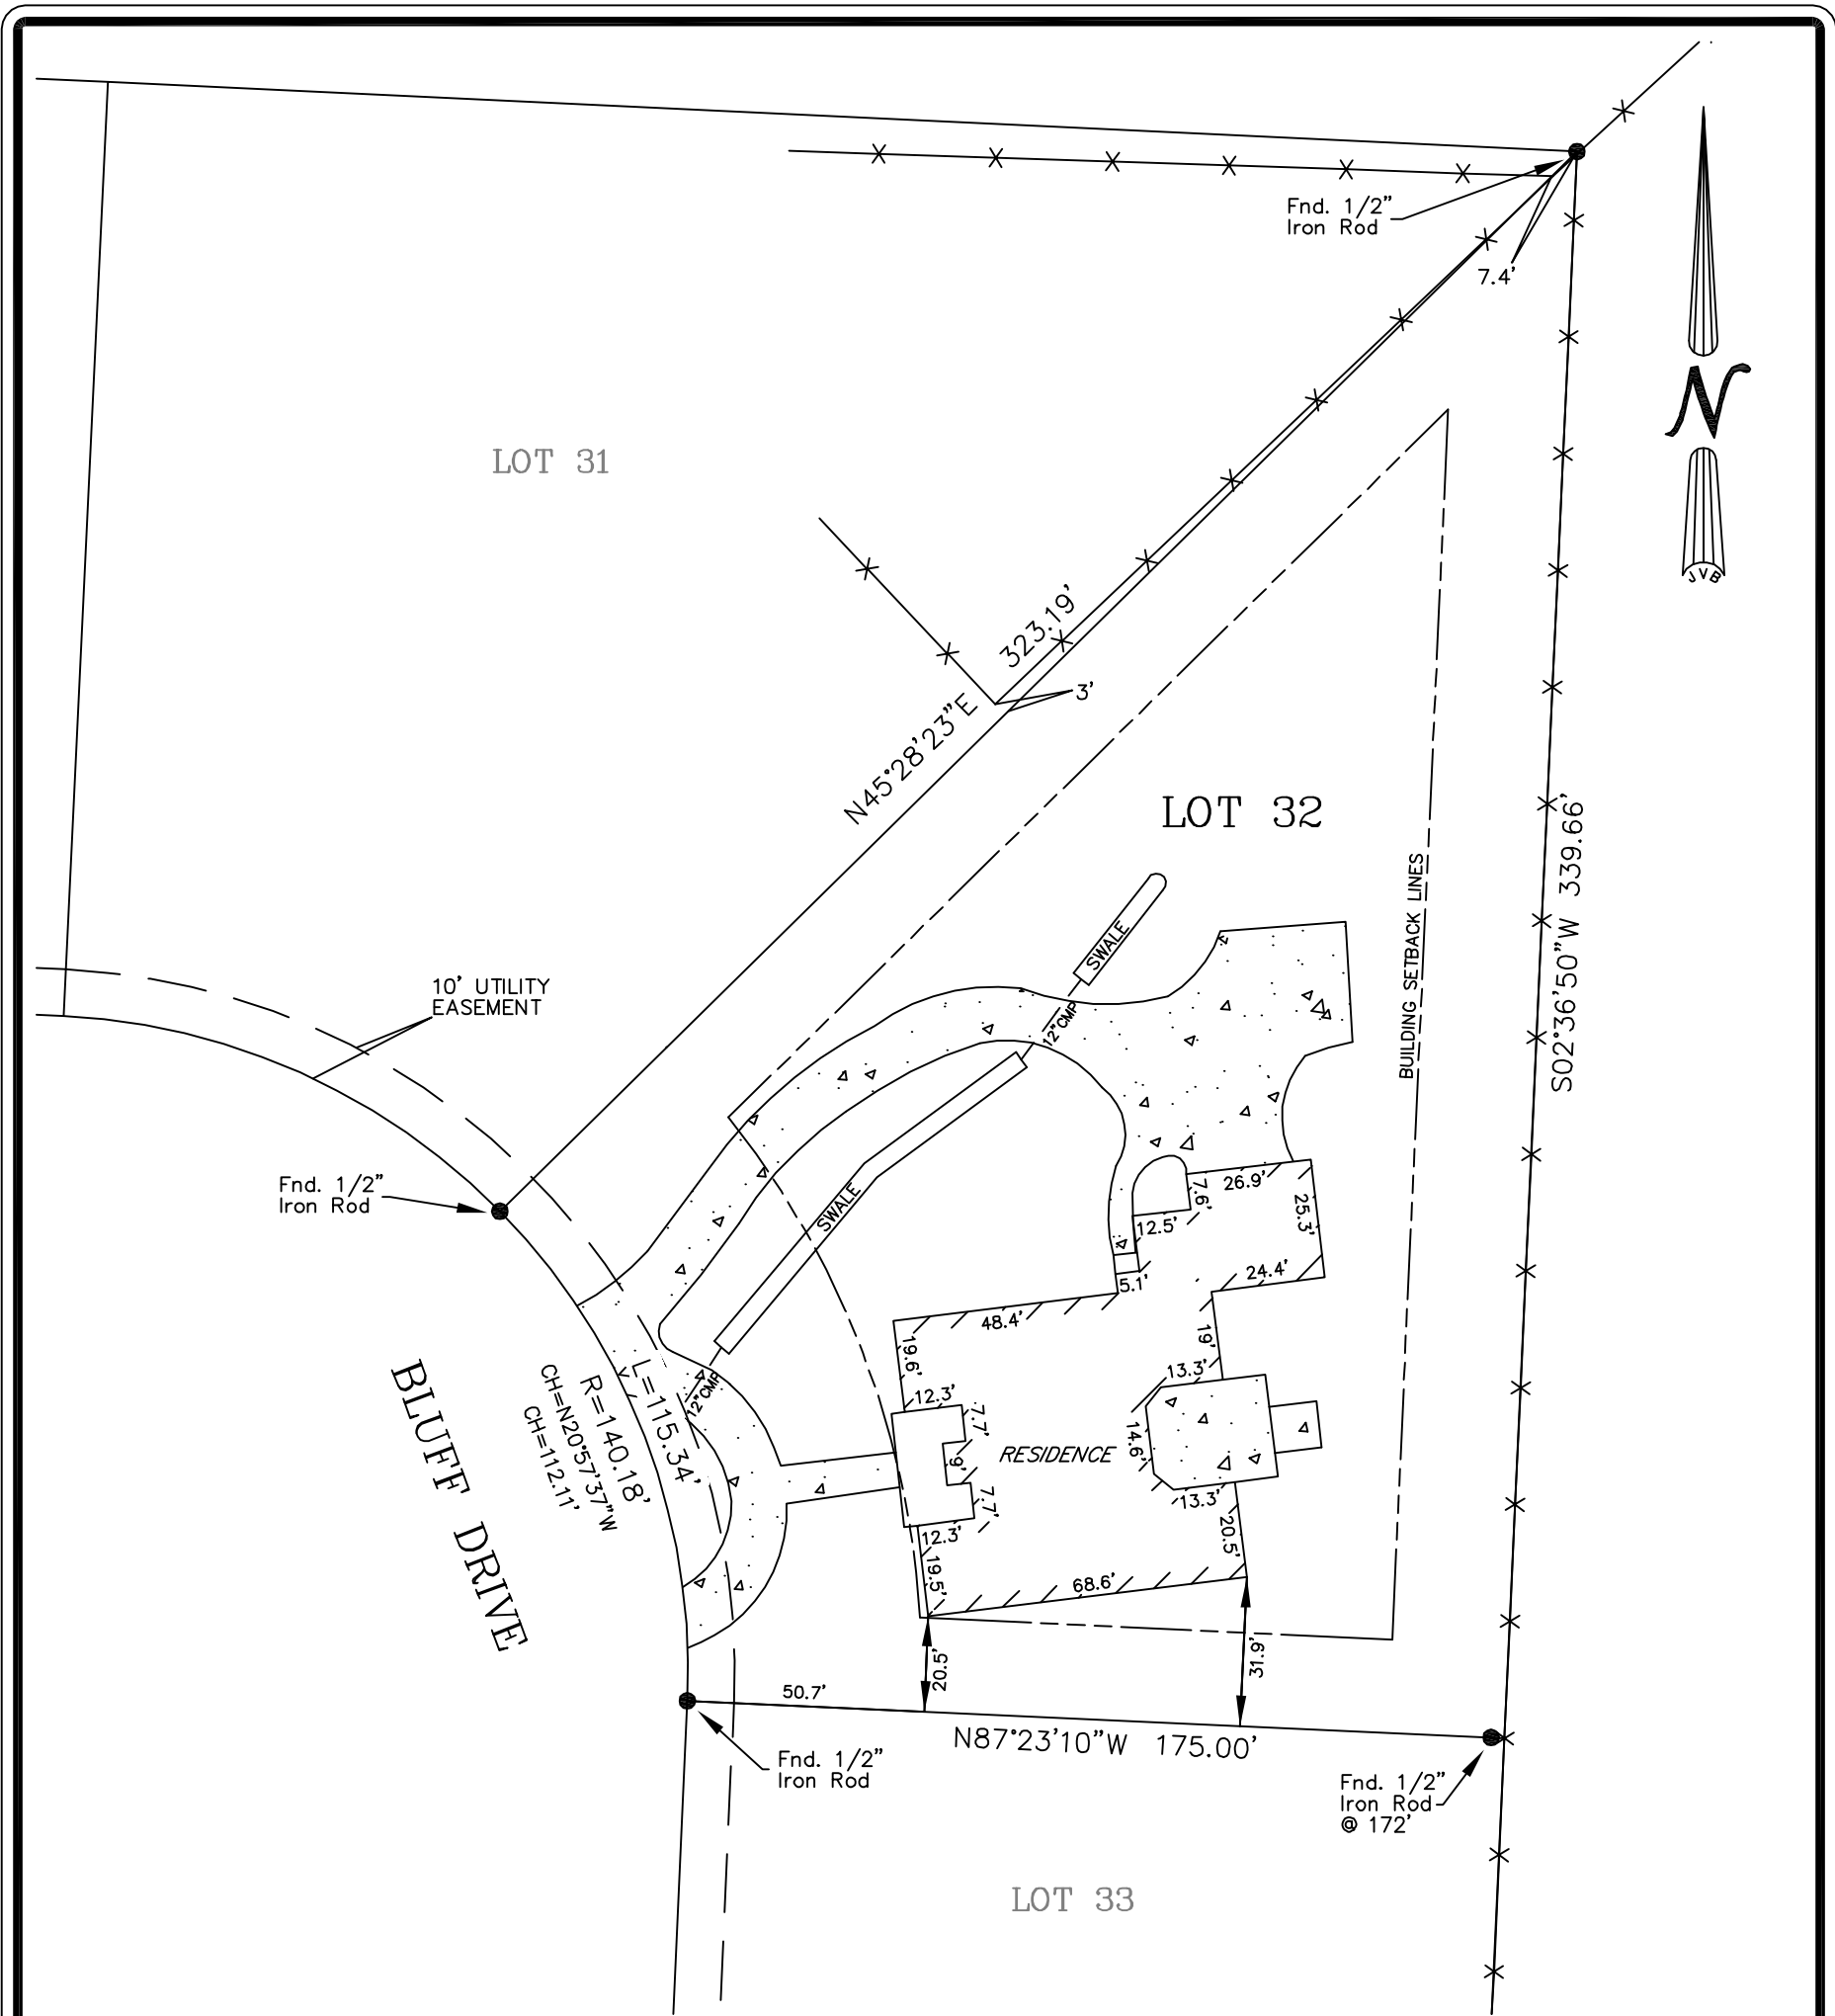 Fnd. 1/2"
Iron Rod
7.4'
N
JVB
LOT 31
323.19'
N45°28'23"E
3'
LOT 32
BUILDING SETBACK LINES
S02°36'50"W 339.66'
SWALE
12"CMP
10' UTILITY
EASEMENT
Fnd. 1/2"
Iron Rod
SWALE
12"CMP
26.9'
7.6'
12.5'
25.3'
5.1'
24.4'
48.4'
19'
19.6'
13.3'
12.3'
7.7'
14.6'
RESIDENCE
9'
7.7'
13.3'
12.3'
20.5'
19.5'
68.6'
BLUFF DRIVE
L=115.34'
R=140.18'
CH=N20°57'37"W
CH=112.11'
20.5'
31.9'
50.7'
N87°23'10"W 175.00'
Fnd. 1/2"
Iron Rod
Fnd. 1/2"
Iron Rod
@ 172'
LOT 33